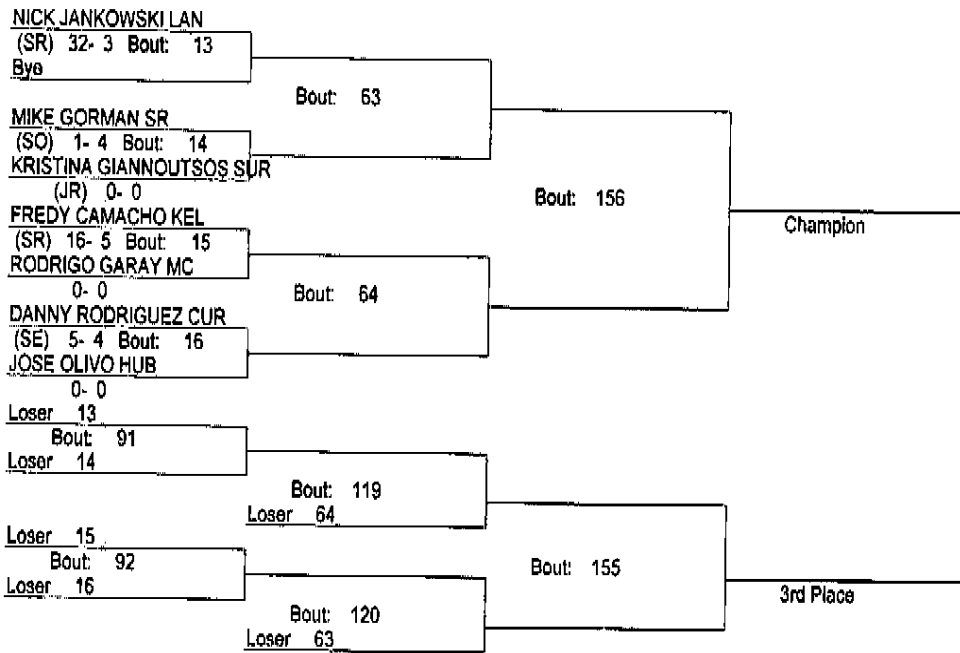 NICK JANKOWSKI LAN
(SR) 32- 3 Bout: 13
Bye
Bout: 63
MIKE GORMAN SR
(SO) 1- 4 Bout: 14
KRISTINA GIANNOUTSOS SUR
(JR) 0- 0
Bout: 156
Champion
FREDY CAMACHO KEL
(SR) 16- 5 Bout: 15
RODRIGO GARAY MC
0- 0
Bout: 64
DANNY RODRIGUEZ CUR
(SE) 5- 4 Bout: 16
JOSE OLIVO HUB
0- 0
Loser 13
Bout: 91
Loser 14
Bout: 119
Loser 64
Loser 15
Bout: 92
Loser 16
Bout: 155
3rd Place
Bout: 120
Loser 63